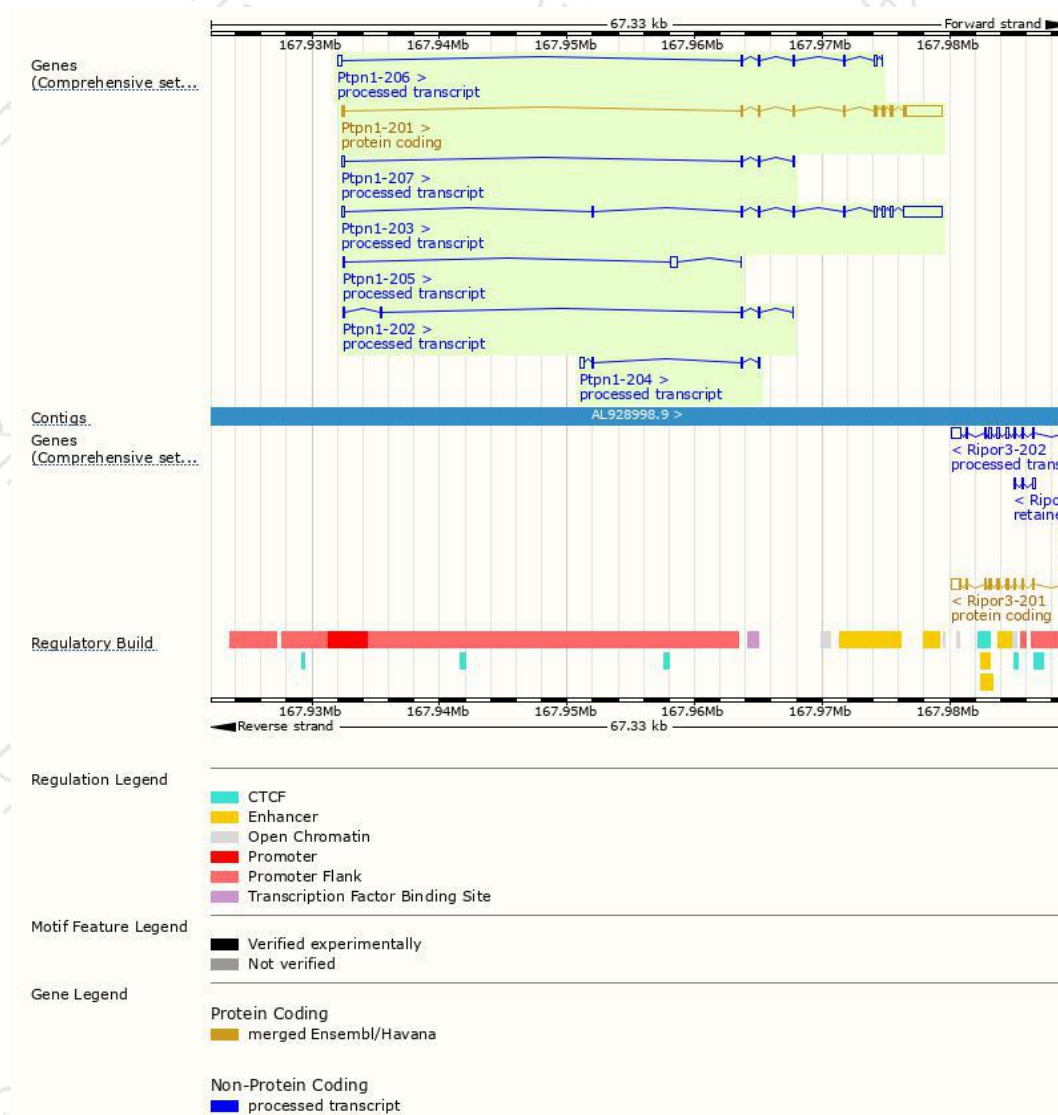 67.33 kb Forward strand
167.93Mb 167.94Mb 167.95Mb 167.96Mb 167.97Mb 167.98Mb
Genes
(Comprehensive set...
Ptpn1-206 >
processed transcript
Ptpn1-201 >
protein coding
Ptpn1-207 >
processed transcript
Ptpn1-203 >
processed transcript
Ptpn1-205 >
processed transcript
Ptpn1-202 >
processed transcript
Ptpn1-204 >
processed transcript
Contigs
AL928998.9 >
Genes
(Comprehensive set...
< Ripor3-202
processed trans
< Ripo
retaine
< Ripor3-201
protein coding
Regulatory Build
167.93Mb 167.94Mb 167.95Mb 167.96Mb 167.97Mb 167.98Mb
Reverse strand 67.33 kb
Regulation Legend
CTCF
Enhancer
Open Chromatin
Promoter
Promoter Flank
Transcription Factor Binding Site
Motif Feature Legend
Verified experimentally
Not verified
Gene Legend
Protein Coding
merged Ensembl/Havana
Non-Protein Coding
processed transcript